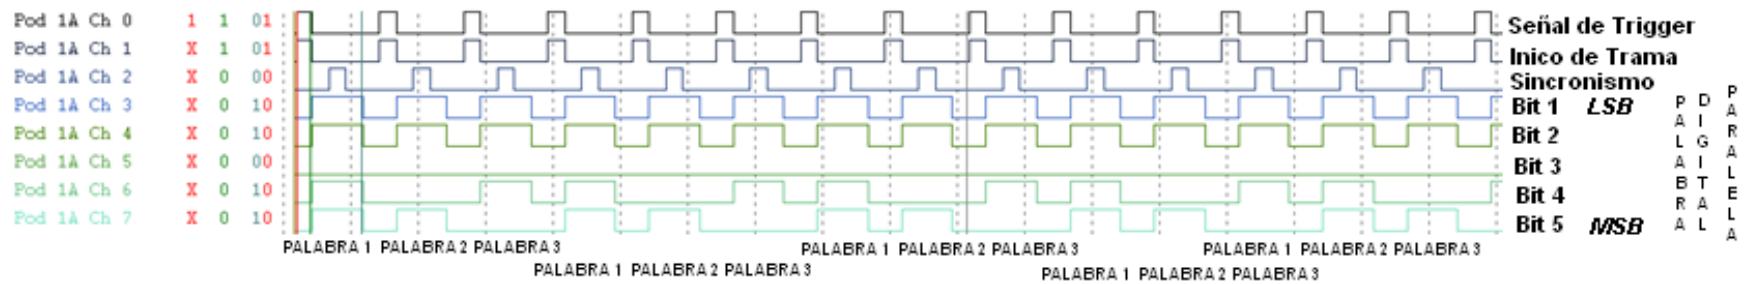 Pod 1A Ch 0 1 1 01 Señal de Trigger
Pod 1A Ch 1 X 1 01 Inico de Trama
Pod 1A Ch 2 X 0 00 Sincronismo
Pod 1A Ch 3 X 0 10 Bit 1 LSB
Pod 1A Ch 4 X 0 10 Bit 2
Pod 1A Ch 5 X 0 00 Bit 3
Pod 1A Ch 6 X 0 10 Bit 4
Pod 1A Ch 7 X 0 10 Bit 5 MSB
PALABRA DIGITAL PARALELA
PALABRA 1 PALABRA 2 PALABRA 3 PALABRA 1 PALABRA 2 PALABRA 3 PALABRA 1 PALABRA 2 PALABRA 3
PALABRA 1 PALABRA 2 PALABRA 3 PALABRA 1 PALABRA 2 PALABRA 3